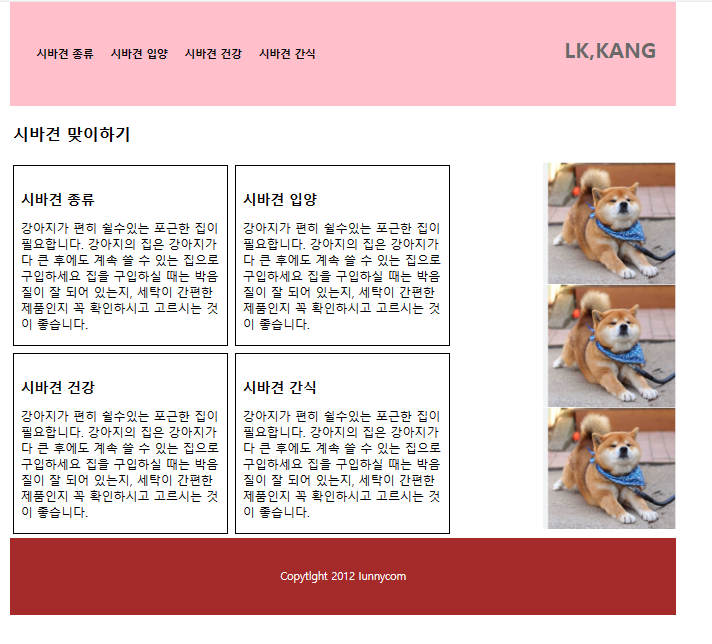 시바견 종류 시바견 입양 시바견 건강 시바견 간식
LK,KANG
시바견 맞이하기
시바견 종류
강아지가 편히 쉴수있는 포근한 집이
필요합니다. 강아지의 집은 강아지가
다 큰 후에도 계속 쓸 수 있는 집으로
구입하세요 집을 구입하실 때는 박음
질이 잘 되어 있는지, 세탁이 간편한
제품인지 꼭 확인하시고 고르시는 것
이 좋습니다.
시바견 입양
강아지가 편히 쉴수있는 포근한 집이
필요합니다. 강아지의 집은 강아지가
다 큰 후에도 계속 쓸 수 있는 집으로
구입하세요 집을 구입하실 때는 박음
질이 잘 되어 있는지, 세탁이 간편한
제품인지 꼭 확인하시고 고르시는 것
이 좋습니다.
시바견 건강
강아지가 편히 쉴수있는 포근한 집이
필요합니다. 강아지의 집은 강아지가
다 큰 후에도 계속 쓸 수 있는 집으로
구입하세요 집을 구입하실 때는 박음
질이 잘 되어 있는지, 세탁이 간편한
제품인지 꼭 확인하시고 고르시는 것
이 좋습니다.
시바견 간식
강아지가 편히 쉴수있는 포근한 집이
필요합니다. 강아지의 집은 강아지가
다 큰 후에도 계속 쓸 수 있는 집으로
구입하세요 집을 구입하실 때는 박음
질이 잘 되어 있는지, 세탁이 간편한
제품인지 꼭 확인하시고 고르시는 것
이 좋습니다.
Copytlght 2012 Iunnycom